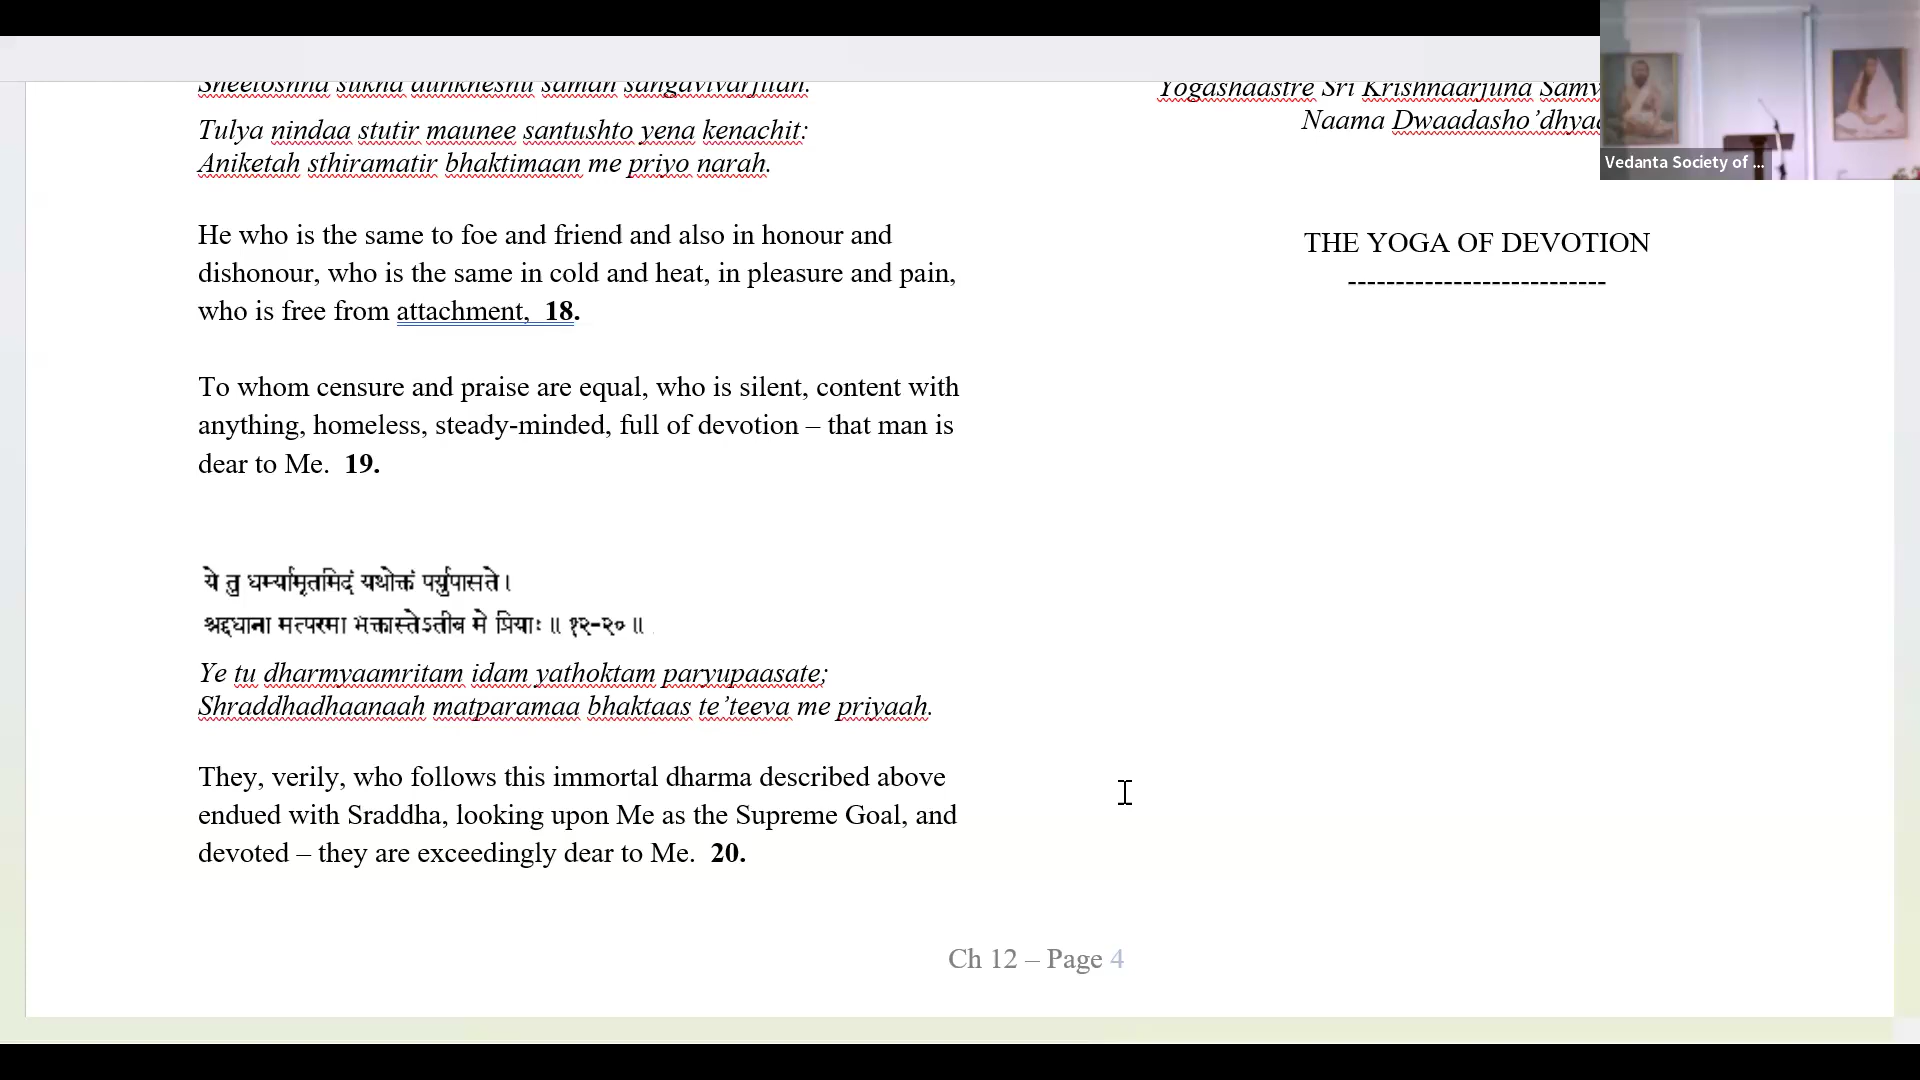 Sheetoshna sukha duhkheshu samah sangavivarjitah.
Tulya nindaa stutir maunee santushto yena kenachit:
Aniketah sthiramatir bhaktimaan me priyo narah.
He who is the same to foe and friend and also in honour and
dishonour, who is the same in cold and heat, in pleasure and pain,
who is free from attachment,  18.
To whom censure and praise are equal, who is silent, content with
anything, homeless, steady-minded, full of devotion – that man is
dear to Me.  19.
ये तु धर्म्यामृतमिदं यथोक्तं पर्युपासते।
श्रद्दधाना मत्परमा भक्तास्तेऽतीव मे प्रियाः॥ १२-२०॥
Ye tu dharmyaamritam idam yathoktam paryupaasate;
Shraddhadhaanaah matparamaa bhaktaas te’teeva me priyaah.
They, verily, who follows this immortal dharma described above
endued with Sraddha, looking upon Me as the Supreme Goal, and
devoted – they are exceedingly dear to Me.  20.
Yogashaastre Sri Krishnaarjuna
Naama
THE YOGA OF DEVOTION
--------------------------
Vedanta Society of ...
Ch 12 – Page 4